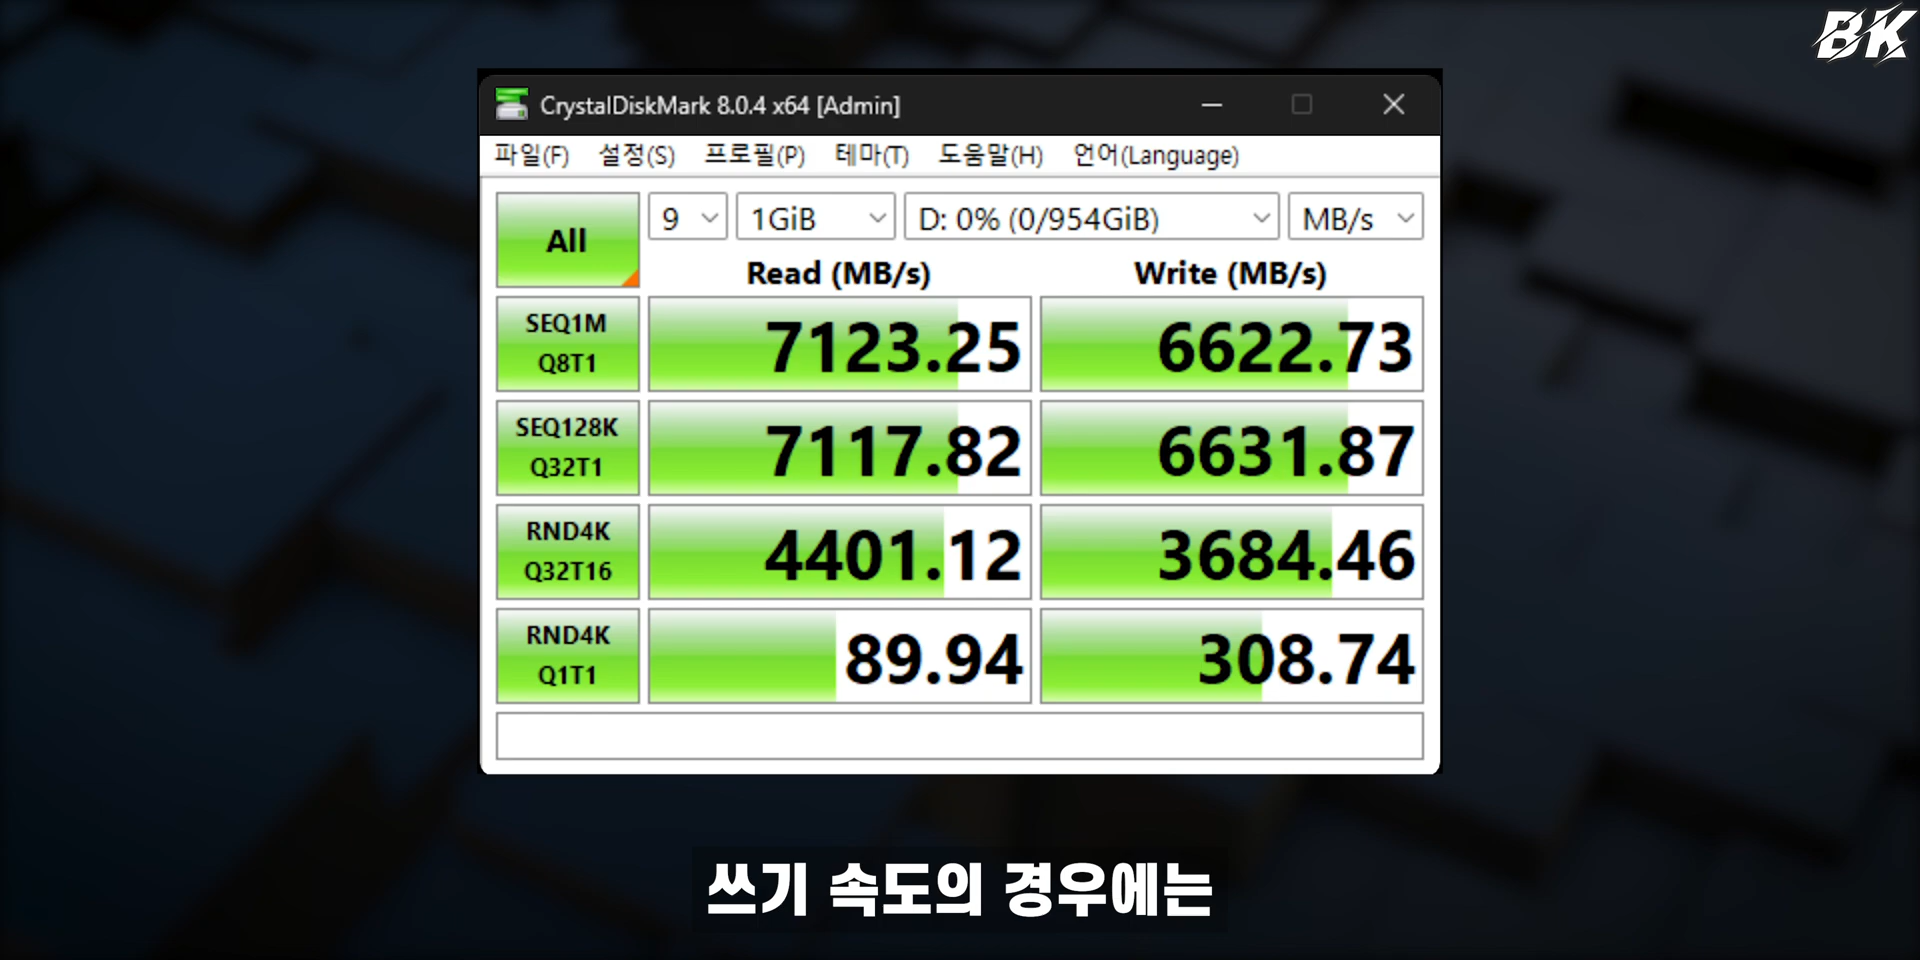 BK
CrystalDiskMark 8.0.4 x64 [Admin]
파일(F) 설정(S) 프로필(P) 테마(T) 도움말(H) 언어(Language)
All 9 1GiB D: 0% (0/954GiB) MB/s
Read (MB/s) Write (MB/s)
SEQ1M
Q8T1
7123.25 6622.73
SEQ128K
Q32T1
7117.82 6631.87
RND4K
Q32T16
4401.12 3684.46
RND4K
Q1T1
89.94 308.74
쓰기 속도의 경우에는